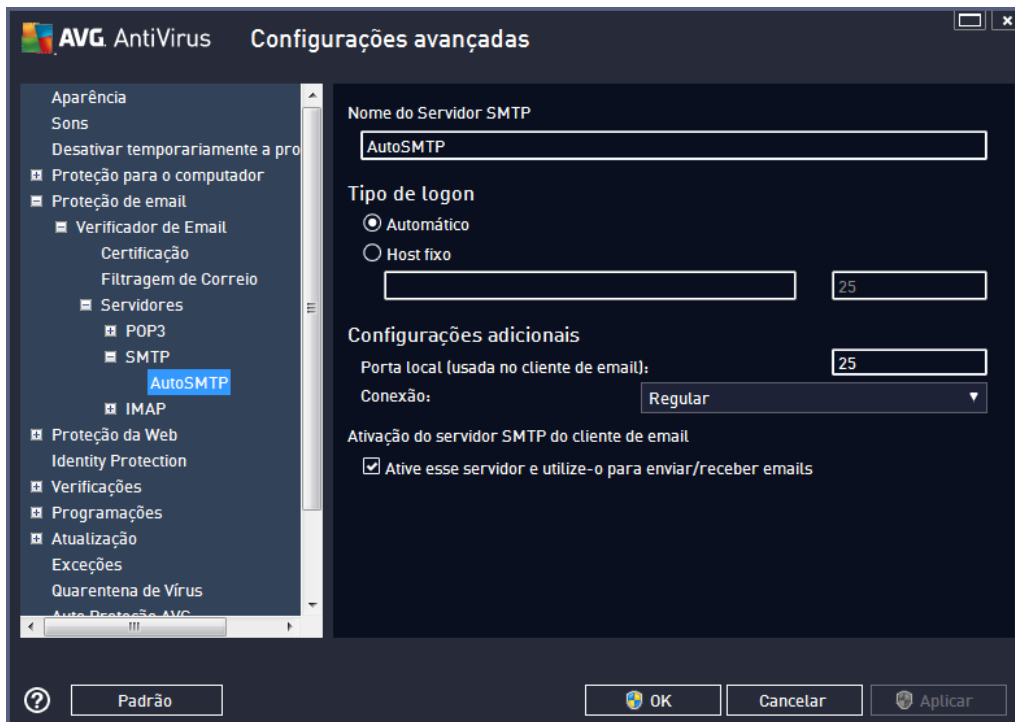 AVG. AntiVirus Configurações avançadas
Aparência
Sons
Desativar temporariamente a pro
Proteção para o computador
Proteção de email
Verificador de Email
Certificação
Filtragem de Correio
Servidores
POP3
SMTP
AutoSMTP
IMAP
Proteção da Web
Identity Protection
Verificações
Programações
Atualização
Exceções
Quarentena de Vírus
Auto Proteção AVG
Nome do Servidor SMTP
AutoSMTP
Tipo de logon
Automático
Host fixo
25
Configurações adicionais
Porta local (usada no cliente de email): 25
Conexão: Regular
Ativação do servidor SMTP do cliente de email
Ative esse servidor e utilize-o para enviar/receber emails
Padrão OK Cancelar Aplicar